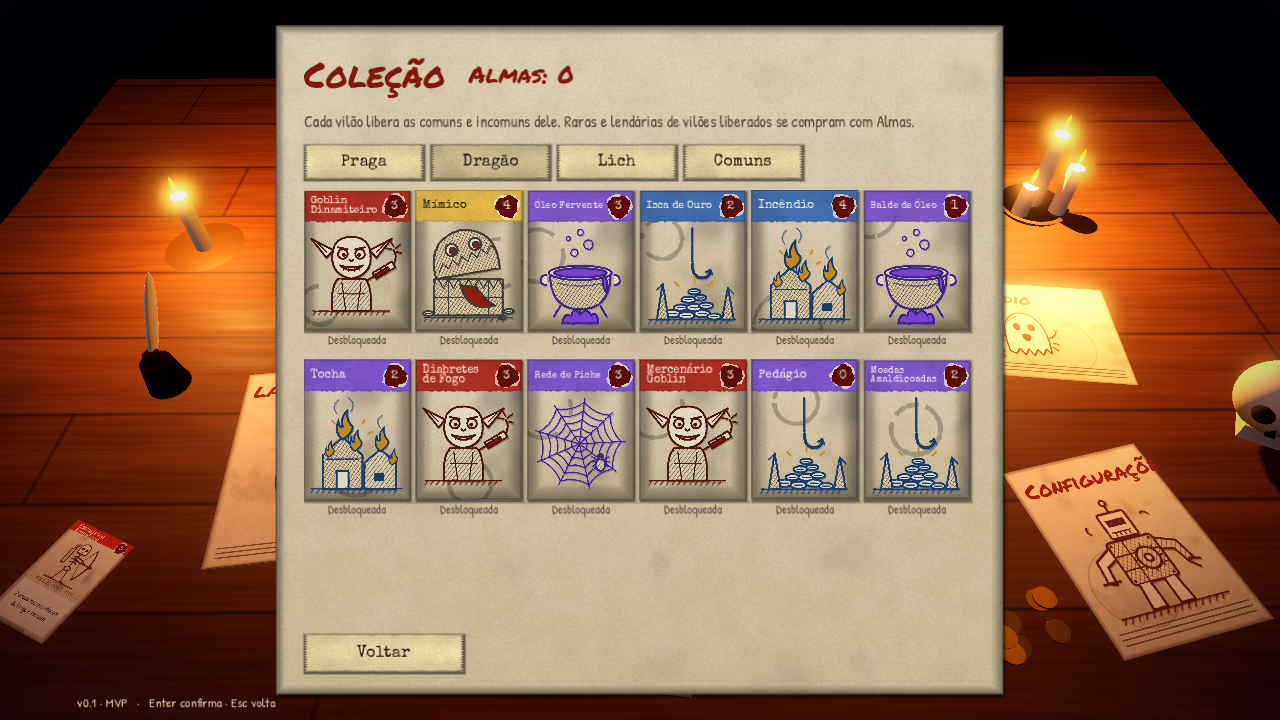 Coleção Almas: 0
Cada vilão libera as comuns e incomuns dele. Raras e lendárias de vilões liberados se compram com Almas.
Praga Dragão Lich Comuns
Goblin Dinamiteiro 3
Mímico 4
Óleo Fervente 3
Isca de Ouro 2
Incêndio 4
Balde de Óleo 1
Desbloqueada Desbloqueada Desbloqueada Desbloqueada Desbloqueada Desbloqueada
Tocha 2
Diabretes de Fogo 3
Rede de Piche 3
Mercenário Goblin 3
Pedágio 0
Moedas Amaldiçoadas 2
Desbloqueada Desbloqueada Desbloqueada Desbloqueada Desbloqueada Desbloqueada
Configuraçõe
Voltar
v0.1 · MVP · Enter confirma · Esc volta